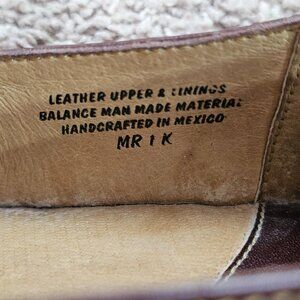 LEATHER UPPER & LININGS
BALANCE MAN MADE MATERIAL
HANDCRAFTED IN MEXICO
MR 1 K